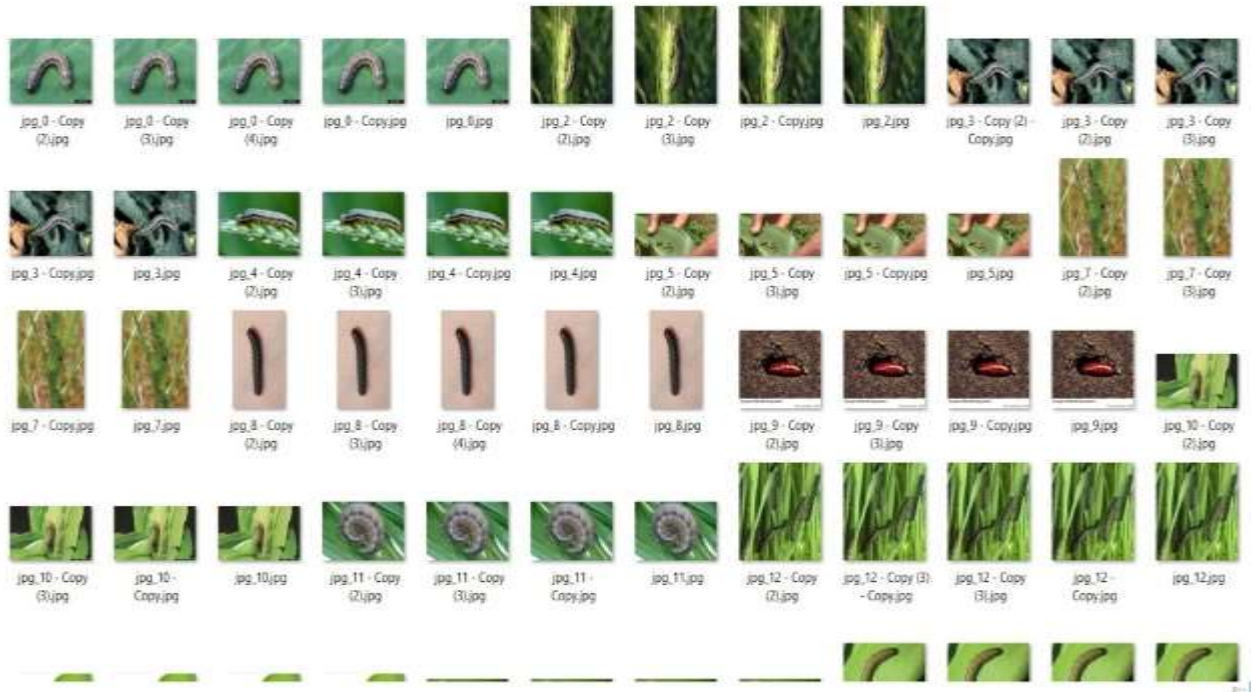 jpg_0 - Copy
(2).jpg
jpg_0 - Copy
(3).jpg
jpg_0 - Copy
(4).jpg
jpg_0 - Copy.jpg
jpg_0.jpg
jpg_2 - Copy
(2).jpg
jpg_2 - Copy
(3).jpg
jpg_2 - Copy.jpg
jpg_2.jpg
jpg_3 - Copy (2) -
Copy.jpg
jpg_3 - Copy
(2).jpg
jpg_3 - Copy
(3).jpg
jpg_3 - Copy.jpg
jpg_3.jpg
jpg_4 - Copy
(2).jpg
jpg_4 - Copy
(3).jpg
jpg_4 - Copy.jpg
jpg_4.jpg
jpg_5 - Copy
(2).jpg
jpg_5 - Copy
(3).jpg
jpg_5 - Copy.jpg
jpg_5.jpg
jpg_7 - Copy
(2).jpg
jpg_7 - Copy
(3).jpg
jpg_7 - Copy.jpg
jpg_7.jpg
jpg_8 - Copy
(2).jpg
jpg_8 - Copy
(3).jpg
jpg_8 - Copy
(4).jpg
jpg_8 - Copy.jpg
jpg_8.jpg
jpg_9 - Copy
(2).jpg
jpg_9 - Copy
(3).jpg
jpg_9 - Copy.jpg
jpg_9.jpg
jpg_10 - Copy
(2).jpg
jpg_10 - Copy
(3).jpg
jpg_10 -
Copy.jpg
jpg_10.jpg
jpg_11 - Copy
(2).jpg
jpg_11 - Copy
(3).jpg
jpg_11 -
Copy.jpg
jpg_11.jpg
jpg_12 - Copy
(2).jpg
jpg_12 - Copy (3)
- Copy.jpg
jpg_12 - Copy
(3).jpg
jpg_12 -
Copy.jpg
jpg_12.jpg